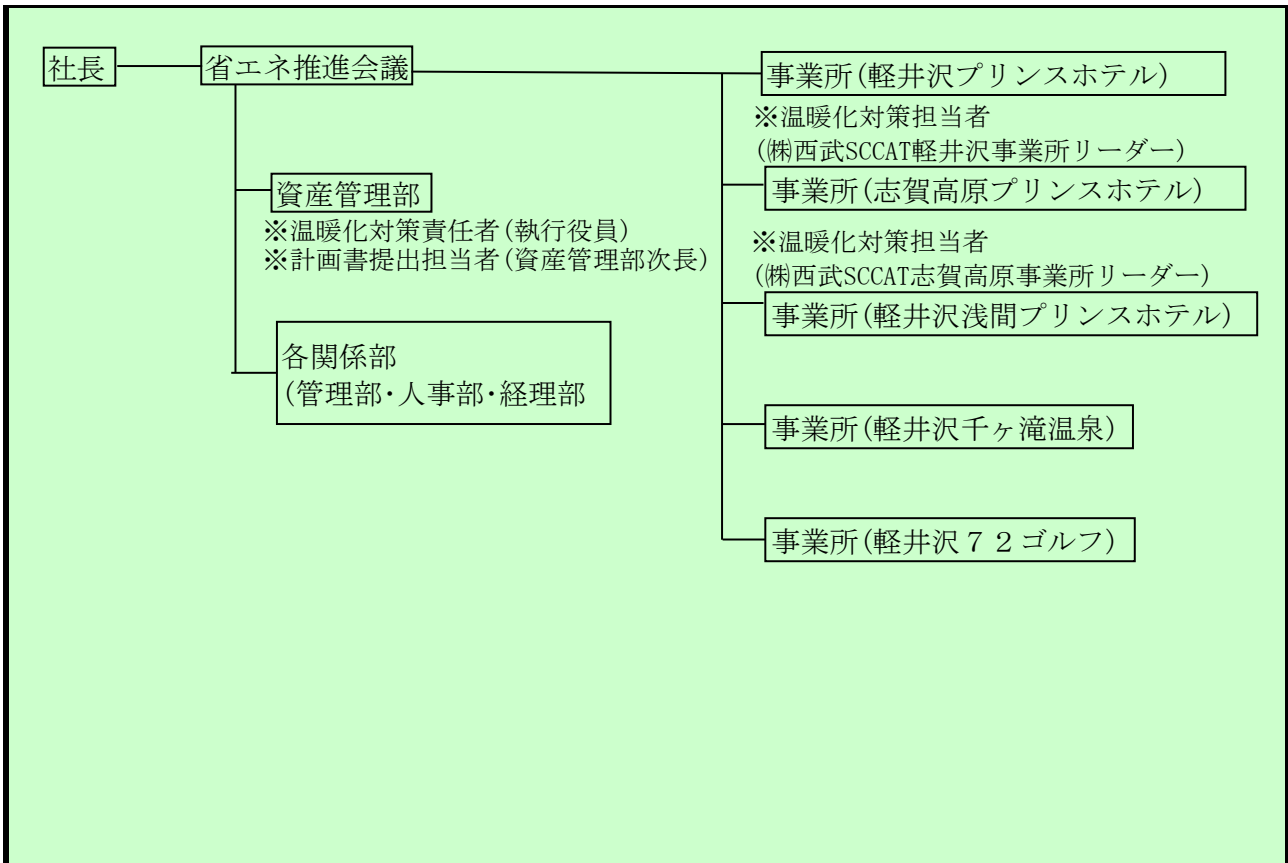 社長
省エネ推進会議
資産管理部
※温暖化対策責任者(執行役員)
※計画書提出担当者(資産管理部次長)
各関係部
(管理部・人事部・経理部
事業所(軽井沢プリンスホテル)
※温暖化対策担当者
(㈱西武SCCAT軽井沢事業所リーダー)
事業所(志賀高原プリンスホテル)
※温暖化対策担当者
(㈱西武SCCAT志賀高原事業所リーダー)
事業所(軽井沢浅間プリンスホテル)
事業所(軽井沢千ヶ滝温泉)
事業所(軽井沢７２ゴルフ)